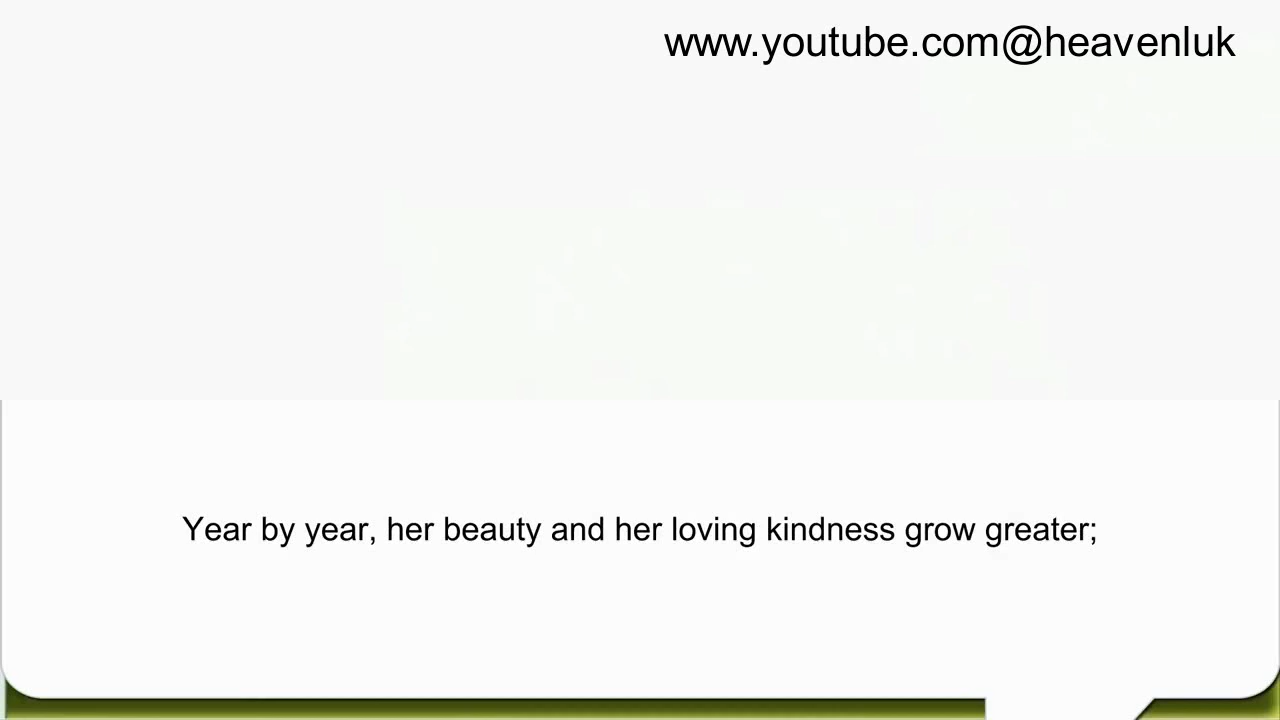 www.youtube.com@heavenluk
Year by year, her beauty and her loving kindness grow greater;